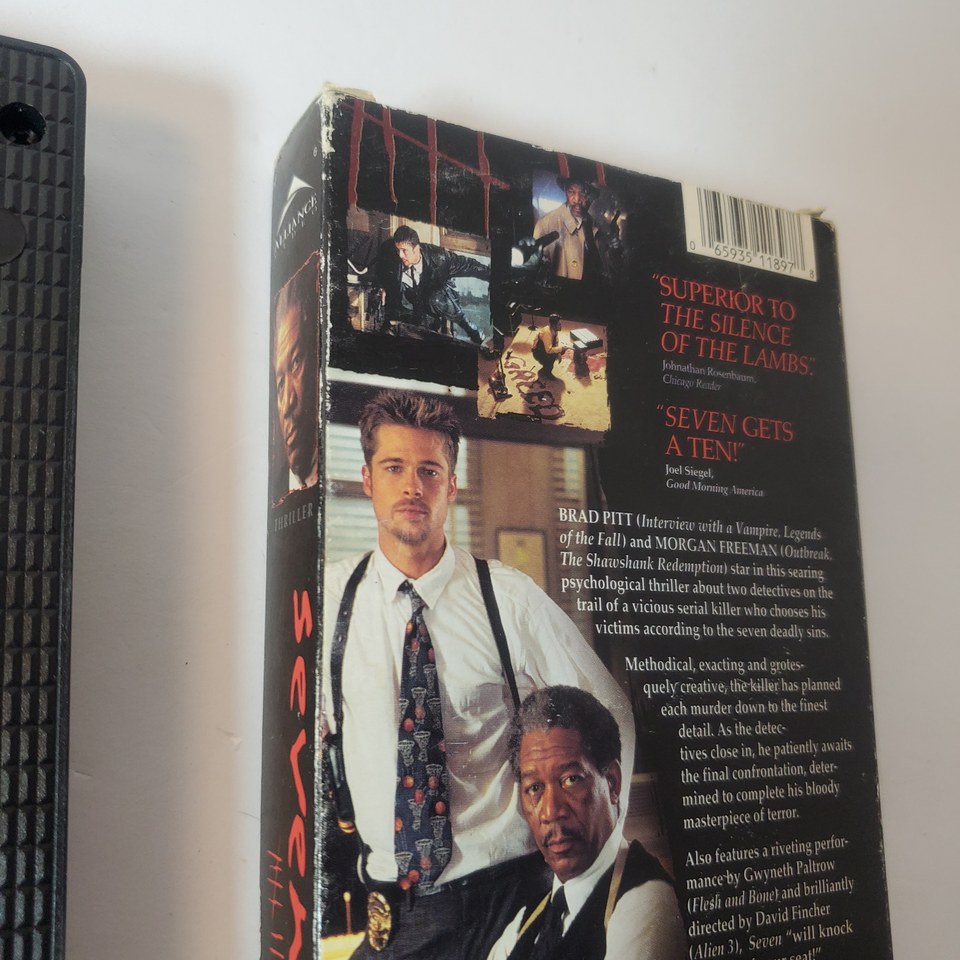 ALLIANCE
THRILLER
seven
0 65935 11897 8
"SUPERIOR TO
THE SILENCE
OF THE LAMBS."
Johnathan Rosenbaum,
Chicago Reader
"SEVEN GETS
A TEN!"
Joel Siegel,
Good Morning America
BRAD PITT (Interview with a Vampire, Legends
of the Fall) and MORGAN FREEMAN (Outbreak,
The Shawshank Redemption) star in this searing
psychological thriller about two detectives on the
trail of a vicious serial killer who chooses his
victims according to the seven deadly sins.
Methodical, exacting and grotes-
quely creative, the killer has planned
each murder down to the finest
detail. As the detec-
tives close in, he patiently awaits
the final confrontation, deter-
mined to complete his bloody
masterpiece of terror.
Also features a riveting perfor-
mance by Gwyneth Paltrow
(Flesh and Bone) and brilliantly
directed by David Fincher
(Alien 3), Seven "will knock
seat!"